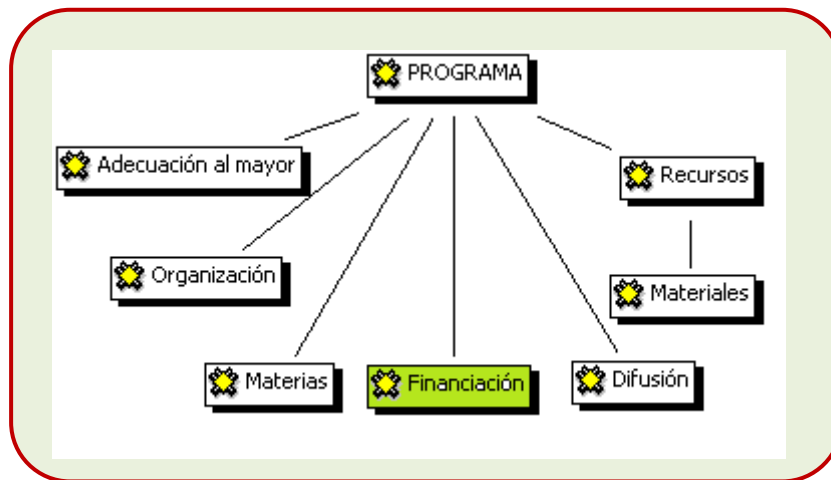 PROGRAMA
Adecuación al mayor
Recursos
Organización
Materiales
Materias
Financiación
Difusión